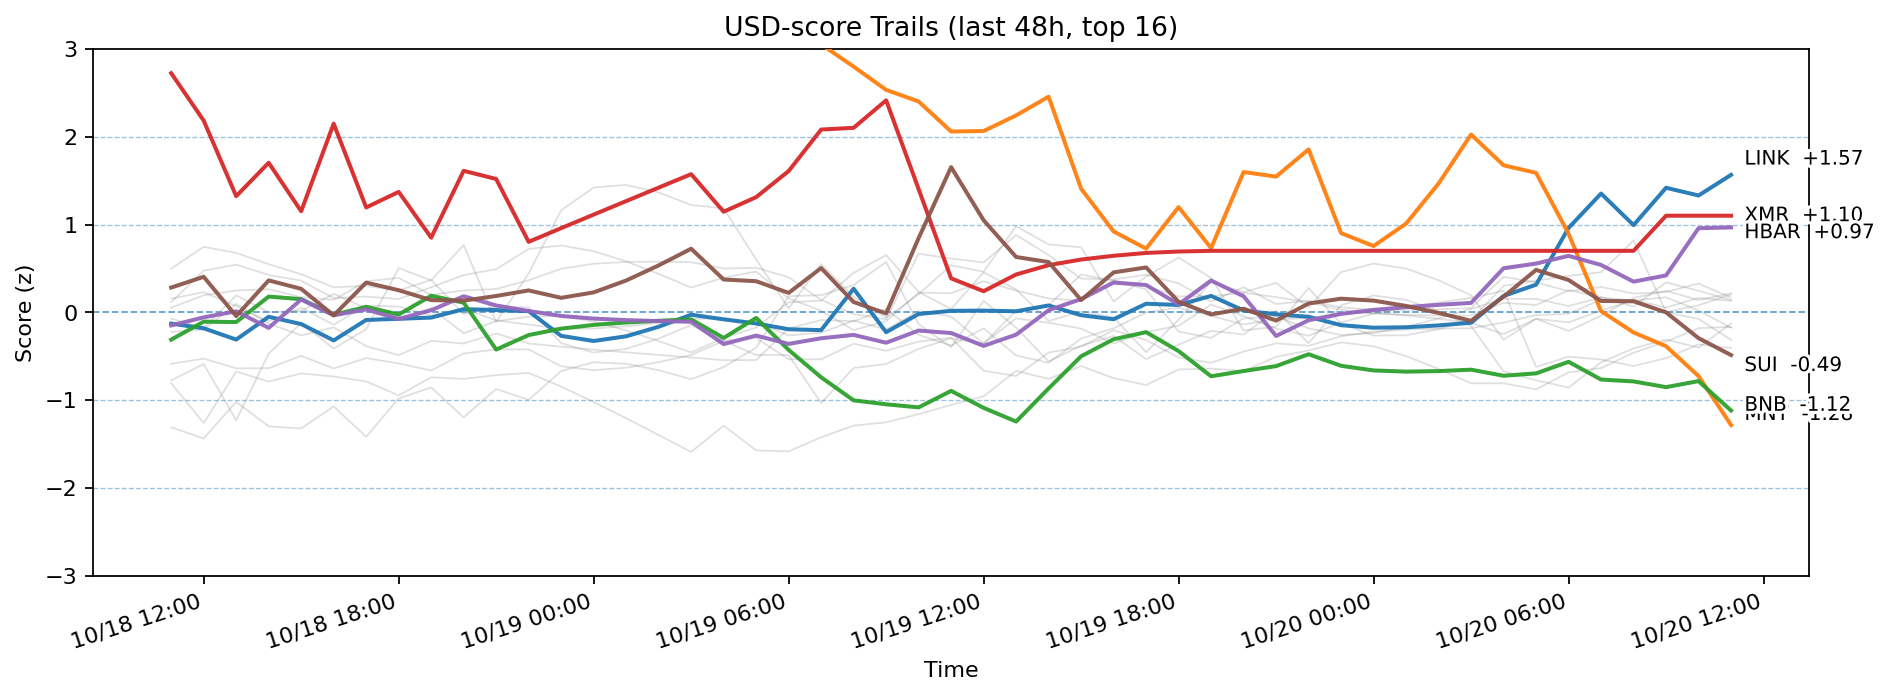 USD-score Trails (last 48h, top 16)
Score (z)
3
2
1
0
−1
−2
−3
LINK +1.57
XMR +1.10
HBAR +0.97
SUI -0.49
BNB -1.12
MNT -1.28
10/18 12:00
10/18 18:00
10/19 00:00
10/19 06:00
10/19 12:00
10/19 18:00
10/20 00:00
10/20 06:00
10/20 12:00
Time